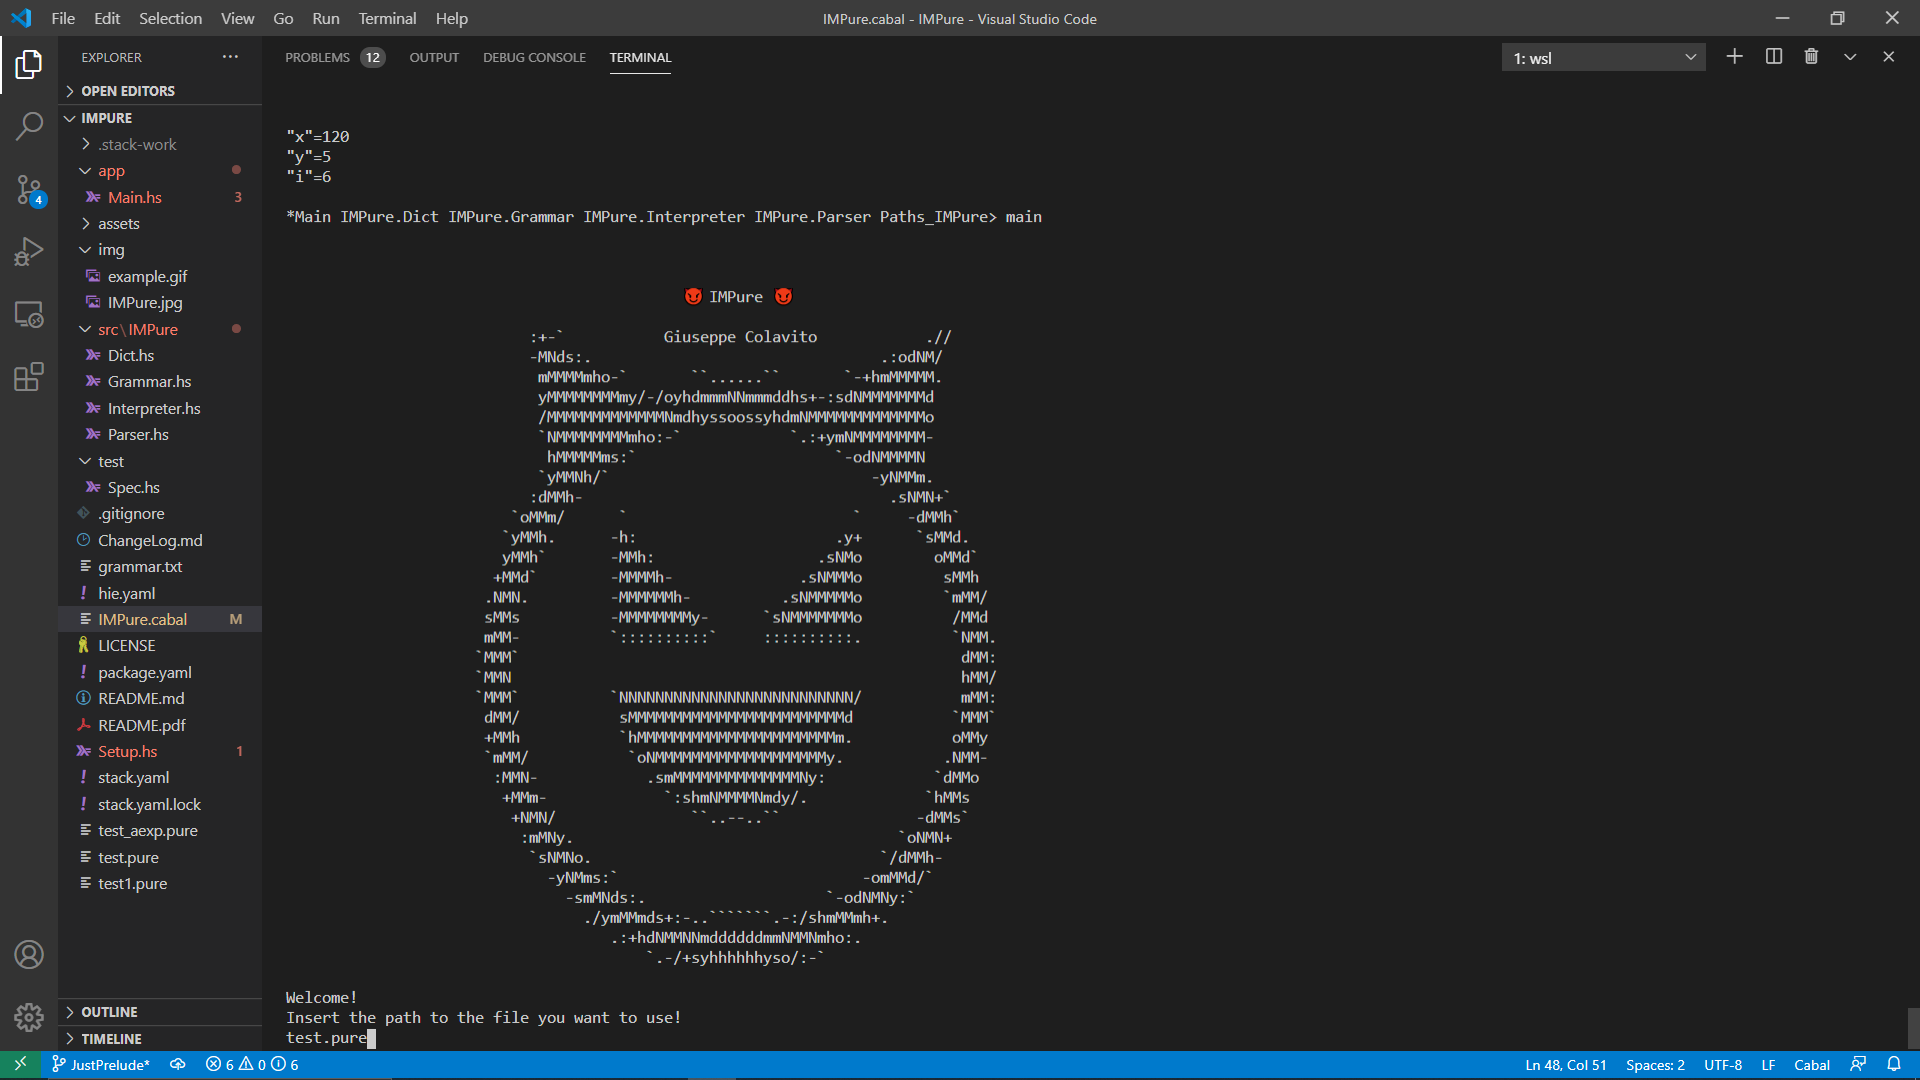 File Edit Selection View Go Run Terminal Help
IMPure.cabal - IMPure - Visual Studio Code
EXPLORER
OPEN EDITORS
IMPURE
.stack-work
app
Main.hs 3
assets
img
example.gif
IMPure.jpg
src\IMPure
Dict.hs
Grammar.hs
Interpreter.hs
Parser.hs
test
Spec.hs
.gitignore
ChangeLog.md
grammar.txt
hie.yaml
IMPure.cabal M
LICENSE
package.yaml
README.md
README.pdf
Setup.hs 1
stack.yaml
stack.yaml.lock
test_aexp.pure
test.pure
test1.pure
OUTLINE
TIMELINE
4
PROBLEMS 12 OUTPUT DEBUG CONSOLE TERMINAL
1: wsl
"x"=120
"y"=5
"i"=6
*Main IMPure.Dict IMPure.Grammar IMPure.Interpreter IMPure.Parser Paths_IMPure> main
😈 IMPure 😈
Giuseppe Colavito
Welcome!
Insert the path to the file you want to use!
test.pure
JustPrelude* 6 0 6
Ln 48, Col 51 Spaces: 2 UTF-8 LF Cabal